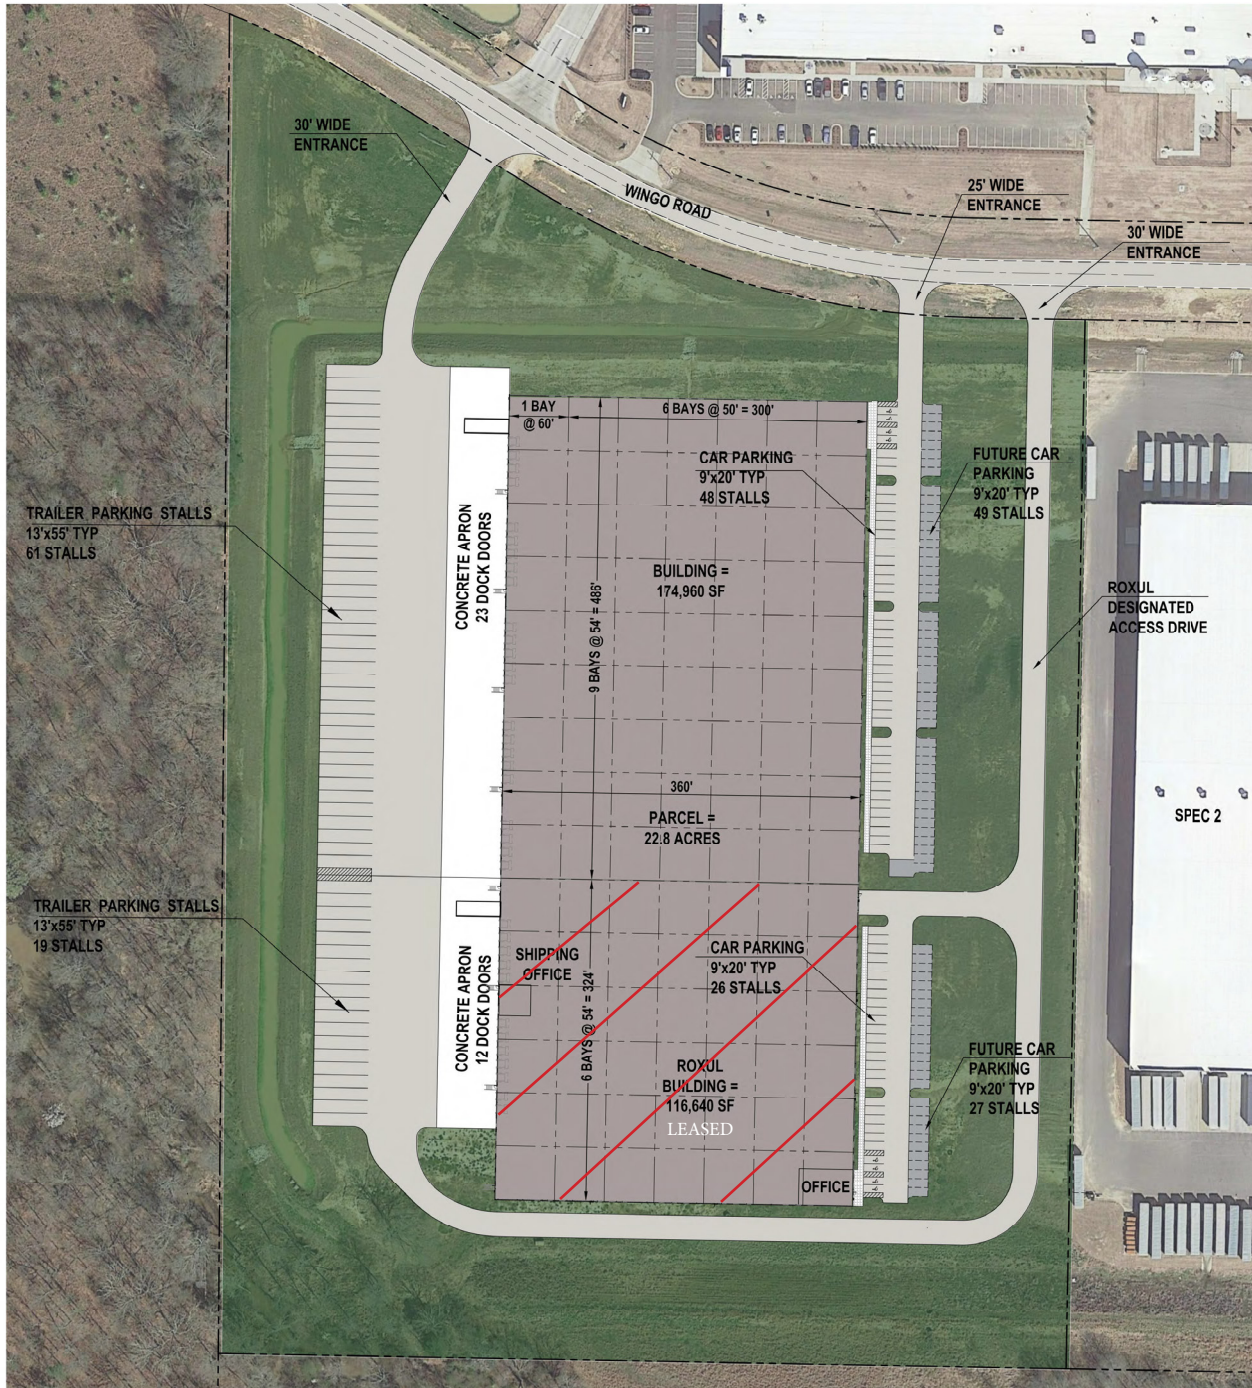 30' WIDE
ENTRANCE
WINGO ROAD
25' WIDE
ENTRANCE
30' WIDE
ENTRANCE
1 BAY
@ 60'
6 BAYS @ 50' = 300'
CAR PARKING
9'x20' TYP
48 STALLS
FUTURE CAR
PARKING
9'x20' TYP
49 STALLS
TRAILER PARKING STALLS
13'x55' TYP
61 STALLS
CONCRETE APRON
23 DOCK DOORS
9 BAYS @ 54' = 486'
BUILDING =
174,960 SF
ROXUL
DESIGNATED
ACCESS DRIVE
360'
PARCEL =
22.8 ACRES
SPEC 2
TRAILER PARKING STALLS
13'x55' TYP
19 STALLS
CONCRETE APRON
12 DOCK DOORS
SHIPPING
OFFICE
6 BAYS @ 54' = 324'
CAR PARKING
9'x20' TYP
26 STALLS
ROXUL
BUILDING =
116,640 SF
LEASED
FUTURE CAR
PARKING
9'x20' TYP
27 STALLS
OFFICE